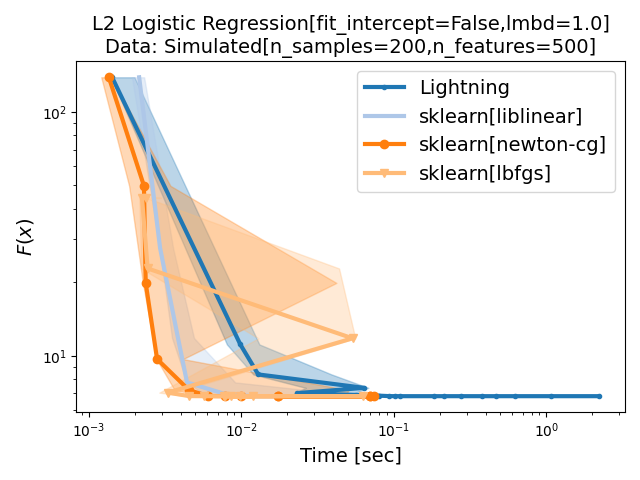 L2 Logistic Regression[fit_intercept=False,lmbd=1.0]
Data: Simulated[n_samples=200,n_features=500]
Lightning
sklearn[liblinear]
sklearn[newton-cg]
sklearn[lbfgs]
F(x)
10²
10¹
10⁻³ 10⁻² 10⁻¹ 10⁰
Time [sec]